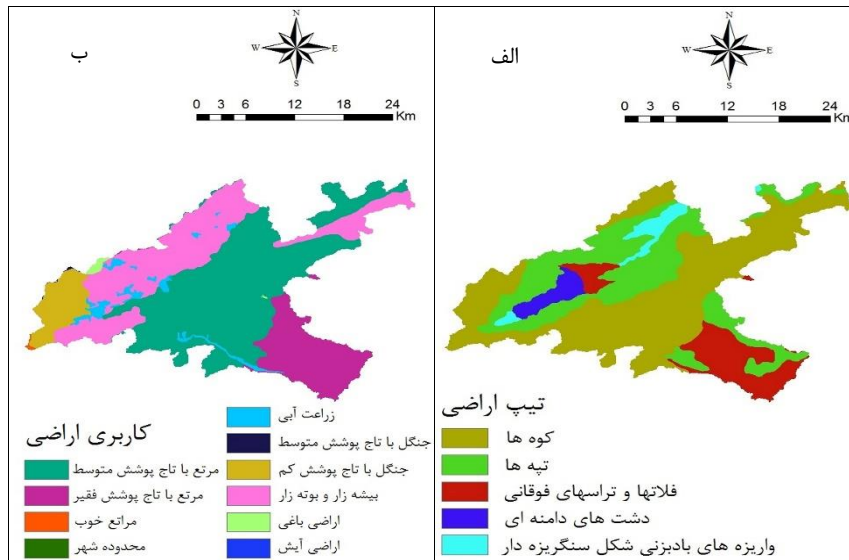 الف
N
W E
S
0 3 6 12 18 24
Km
تیپ اراضی
کوه ها
تپه ها
فلاتها و تراسهای فوقانی
دشت های دامنه ای
واریزه های بادبزنی شکل سنگریزه دار
ب
N
W E
S
0 3 6 12 18 24
Km
کاربری اراضی
زراعت آبی
جنگل با تاج پوشش متوسط
جنگل با تاج پوشش کم
بیشه زار و بوته زار
اراضی باغی
اراضی آیش
مرتع با تاج پوشش متوسط
مرتع با تاج پوشش فقیر
مراتع خوب
محدوده شهر